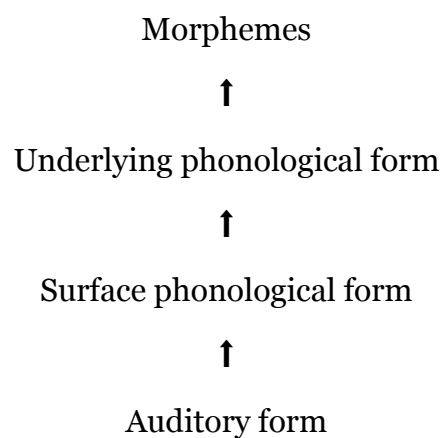 Morphemes
Underlying phonological form
Surface phonological form
Auditory form